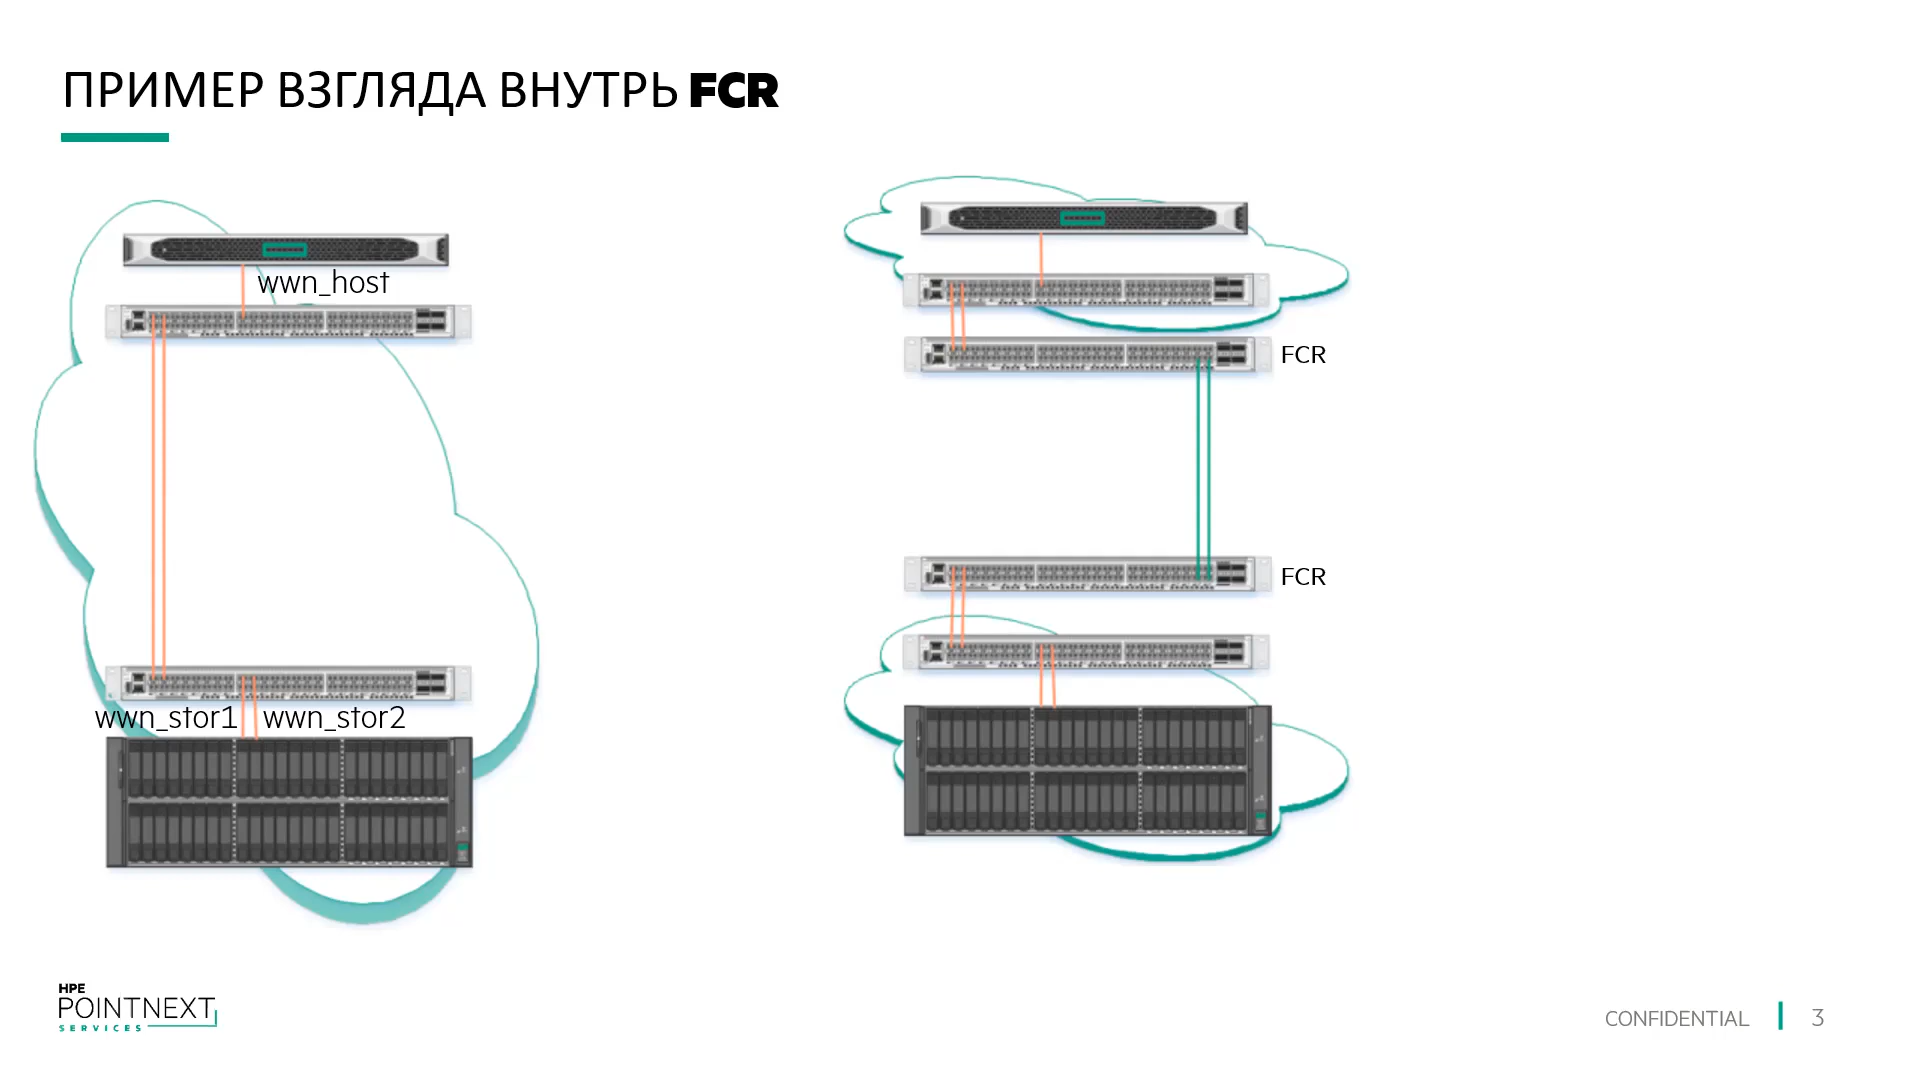 ПРИМЕР ВЗГЛЯДА ВНУТРЬ FCR
wwn_host
wwn_stor1 wwn_stor2
FCR
FCR
HPE
POINTNEXT
SERVICES
CONFIDENTIAL 3